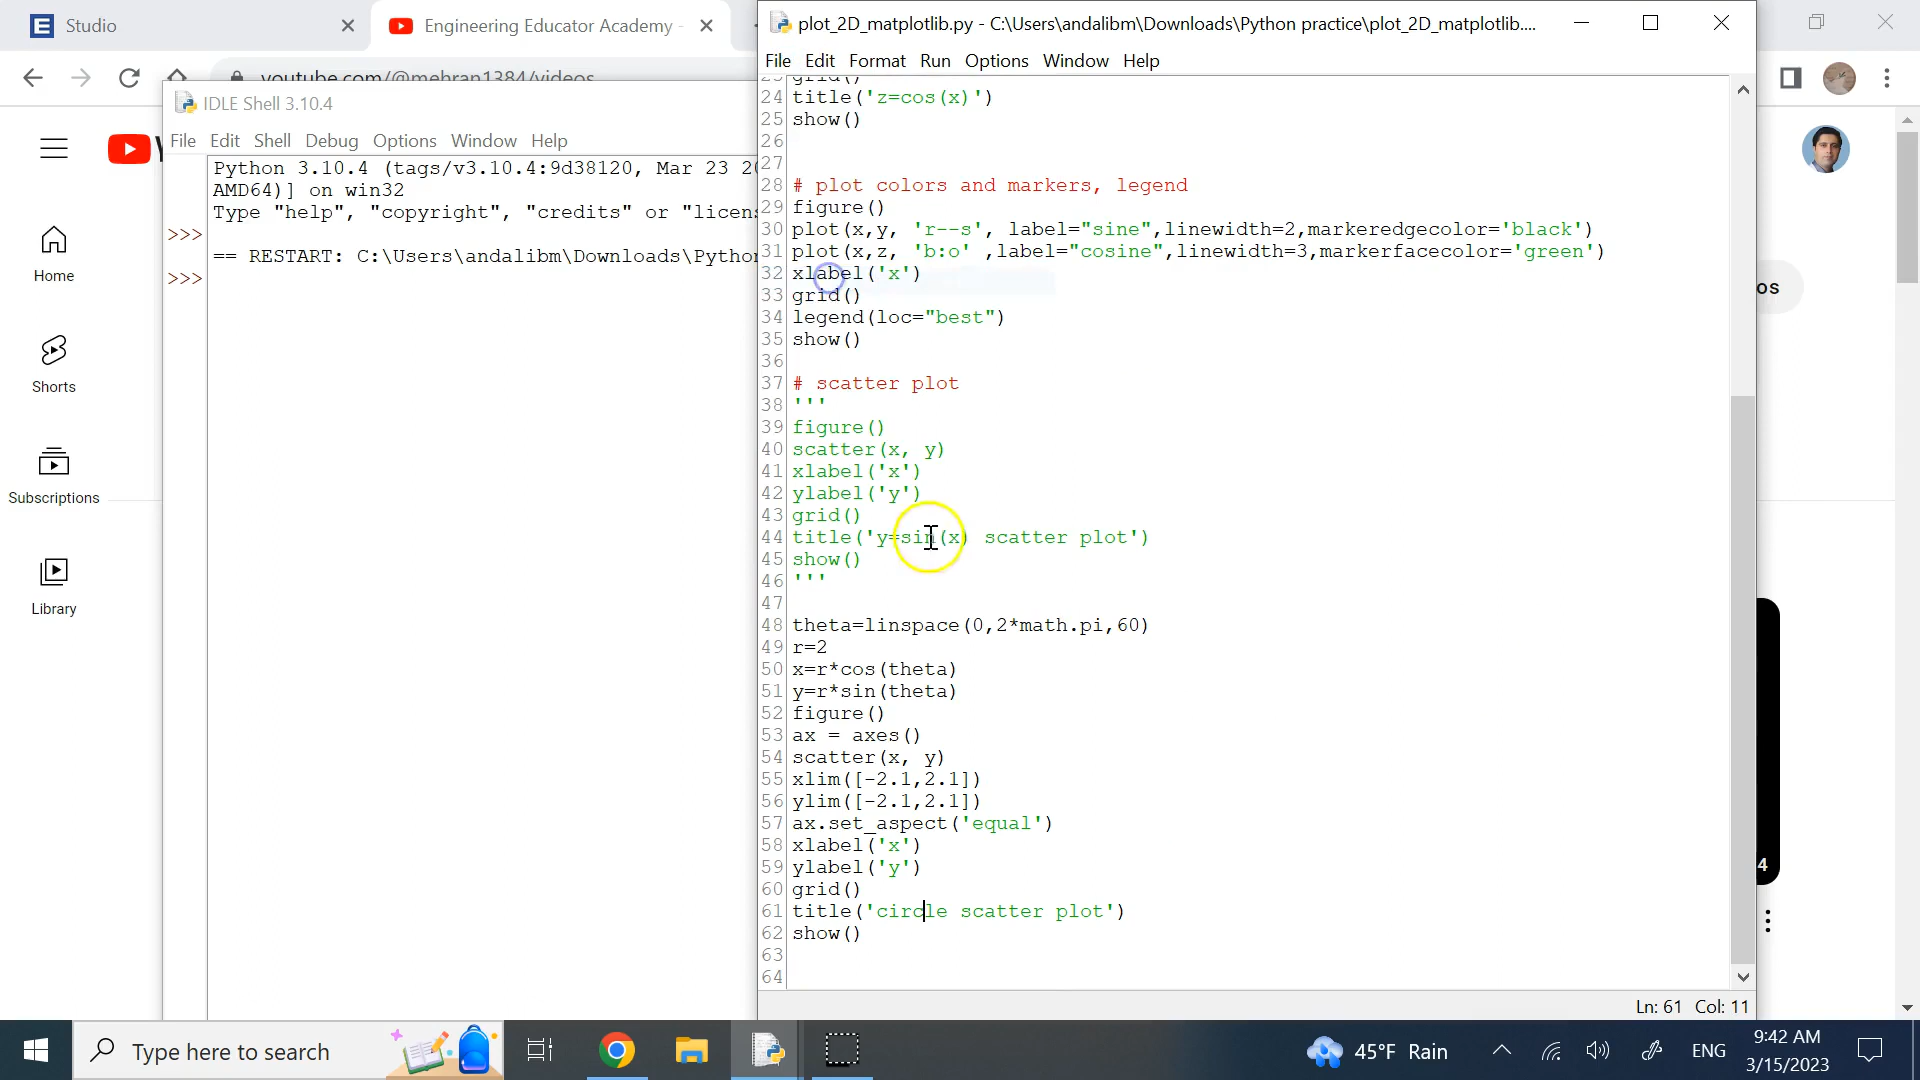 Studio
Engineering Educator Academy -
youtube.com/@mehran1384/videos
plot_2D_matplotlib.py - C:\Users\andalibm\Downloads\Python practice\plot_2D_matplotlib....
File Edit Format Run Options Window Help
IDLE Shell 3.10.4
File Edit Shell Debug Options Window Help
Python 3.10.4 (tags/v3.10.4:9d38120, Mar 23 20
AMD64)] on win32
Type "help", "copyright", "credits" or "licens
>>>
== RESTART: C:\Users\andalibm\Downloads\Pytho
>>>
Home
Shorts
Subscriptions
Library
23 grid()
24 title('z=cos(x)')
25 show()
26
27
28 # plot colors and markers, legend
29 figure()
30 plot(x,y, 'r--s', label="sine",linewidth=2,markeredgecolor='black')
31 plot(x,z, 'b:o' ,label="cosine",linewidth=3,markerfacecolor='green')
32 xlabel('x')
33 grid()
34 legend(loc="best")
35 show()
36
37 # scatter plot
38 '''
39 figure()
40 scatter(x, y)
41 xlabel('x')
42 ylabel('y')
43 grid()
44 title('y=sin(x) scatter plot')
45 show()
46 '''
47
48 theta=linspace(0,2*math.pi,60)
49 r=2
50 x=r*cos(theta)
51 y=r*sin(theta)
52 figure()
53 ax = axes()
54 scatter(x, y)
55 xlim([-2.1,2.1])
56 ylim([-2.1,2.1])
57 ax.set_aspect('equal')
58 xlabel('x')
59 ylabel('y')
60 grid()
61 title('circle scatter plot')
62 show()
63
64
Ln: 61 Col: 11
os
4
Type here to search
45°F Rain
ENG
9:42 AM
3/15/2023